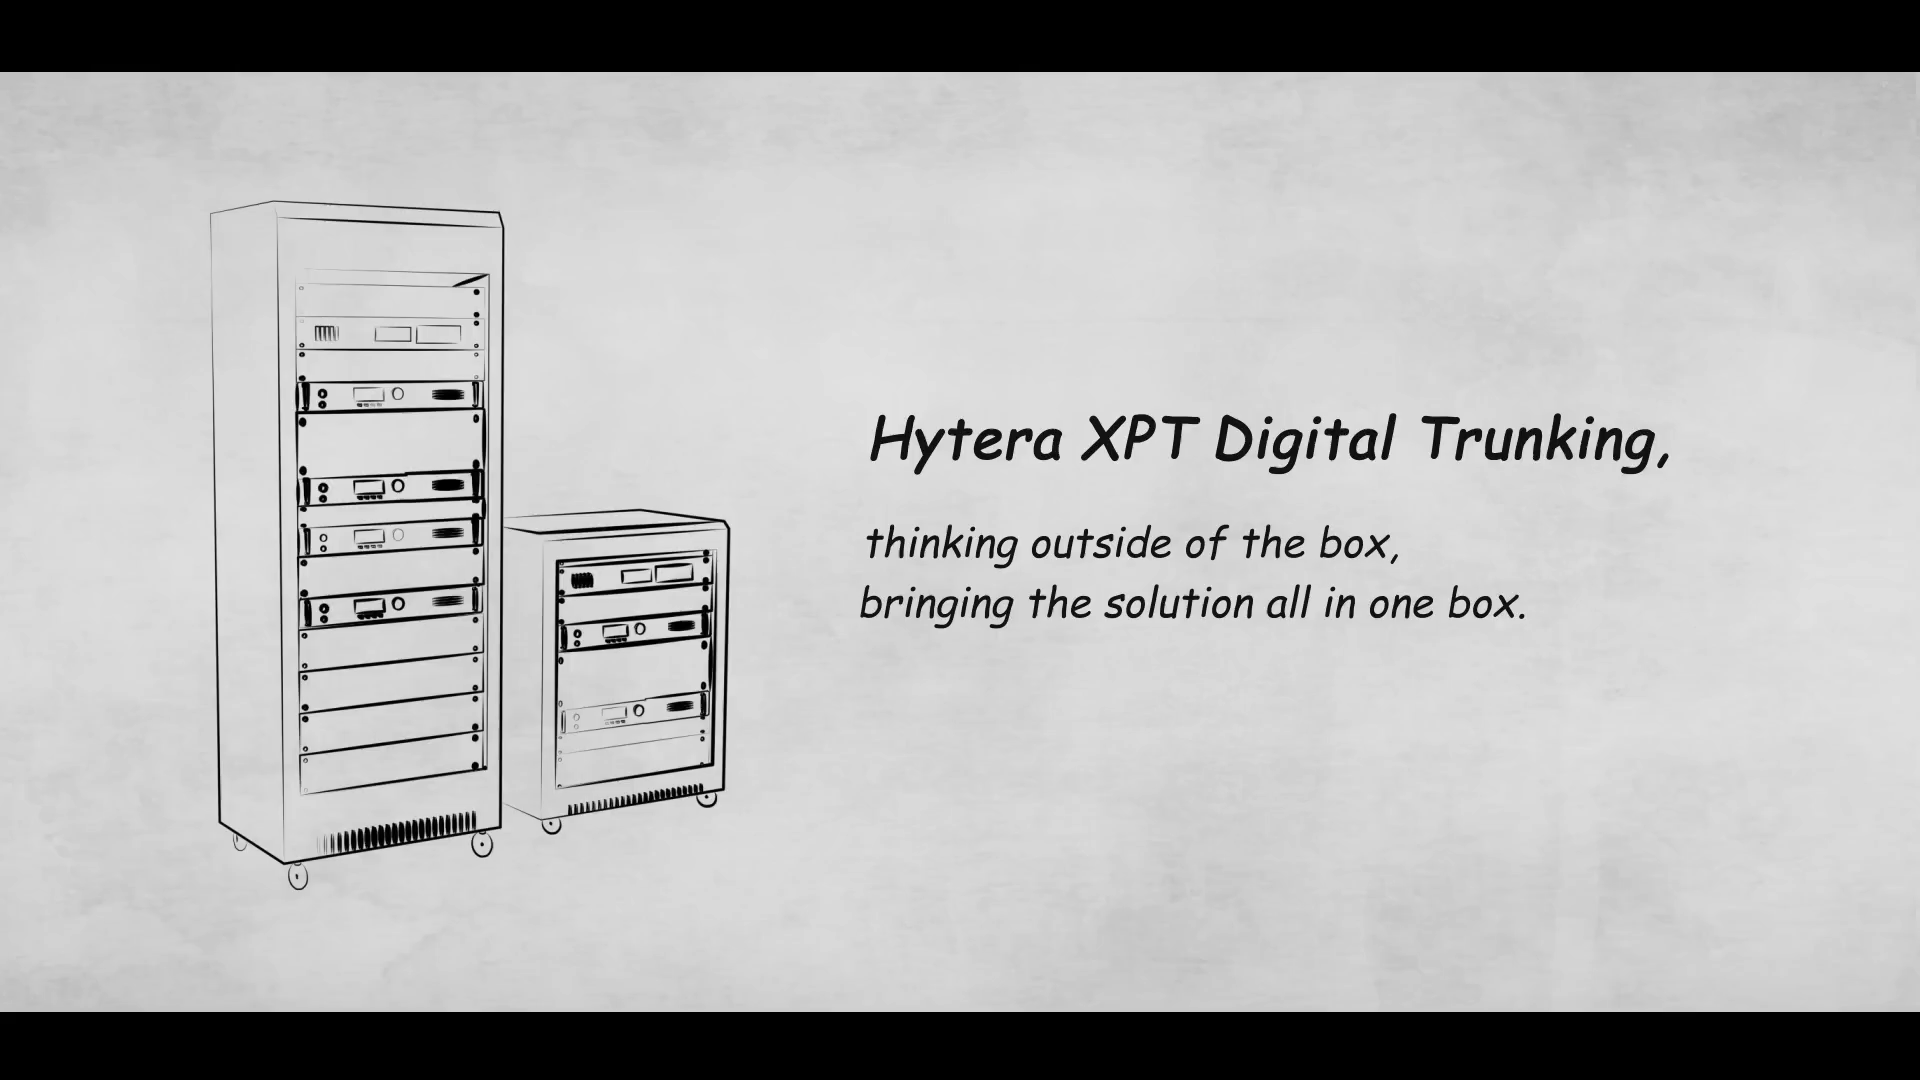 Hytera XPT Digital Trunking,
thinking outside of the box,
bringing the solution all in one box.